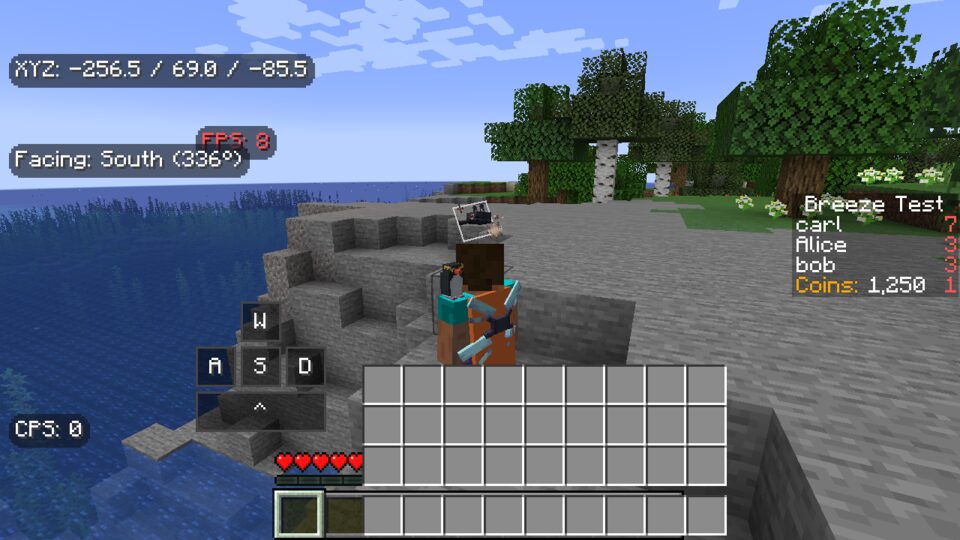 XYZ: -256.5 / 69.0 / -85.5
FPS: 8
Facing: South (336°)
Breeze Test
carl 7
Alice 3
bob 3
Coins: 1,250 1
W
A S D
^
CPS: 0